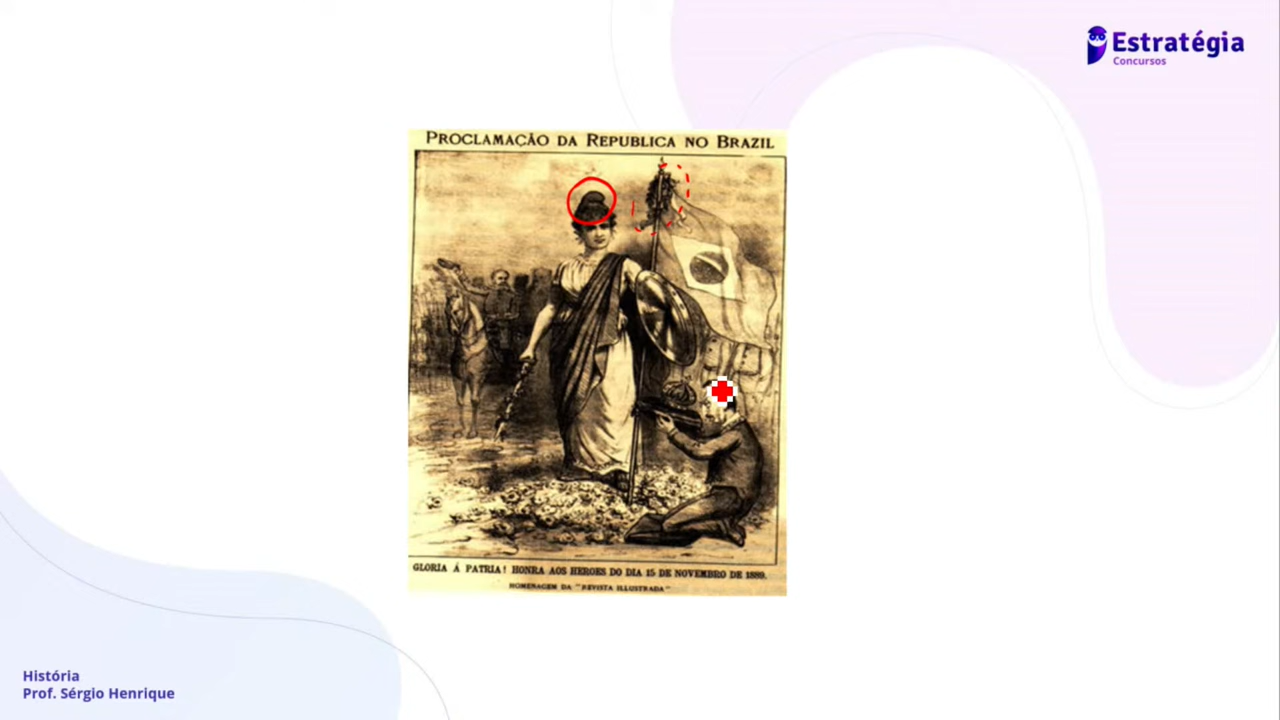 Estratégia
Concursos
PROCLAMAÇÃO DA REPUBLICA NO BRAZIL
GLORIA Á PATRIA! HONRA AOS HEROES DO DIA 15 DE NOVEMBRO DE 1889.
HOMENAGEM DA "REVISTA ILLUSTRADA"
História
Prof. Sérgio Henrique